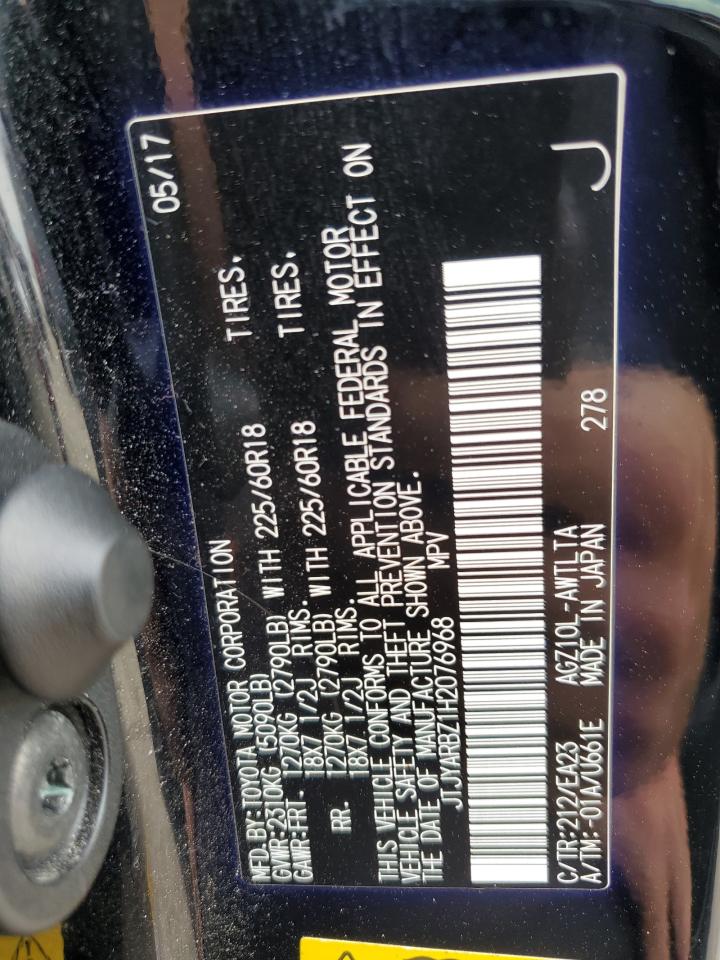 MFD.BY:TOYOTA MOTOR CORPORATION 05/17
GVWR:2310KG (5090LB)
GAWR:FRT. 1270KG (2790LB) WITH 225/60R18 TIRES.
18X7 1/2J RIMS.
RR. 1270KG (2790LB) WITH 225/60R18 TIRES.
18X7 1/2J RIMS.
THIS VEHICLE CONFORMS TO ALL APPLICABLE FEDERAL MOTOR
VEHICLE SAFETY AND THEFT PREVENTION STANDARDS IN EFFECT ON
THE DATE OF MANUFACTURE SHOWN ABOVE.
JTJYARBZ1H2076968 MPV
C/TR:212/EA23 AGZ10L-AWTLTA
A/TM:-01A/U661E MADE IN JAPAN 278 J